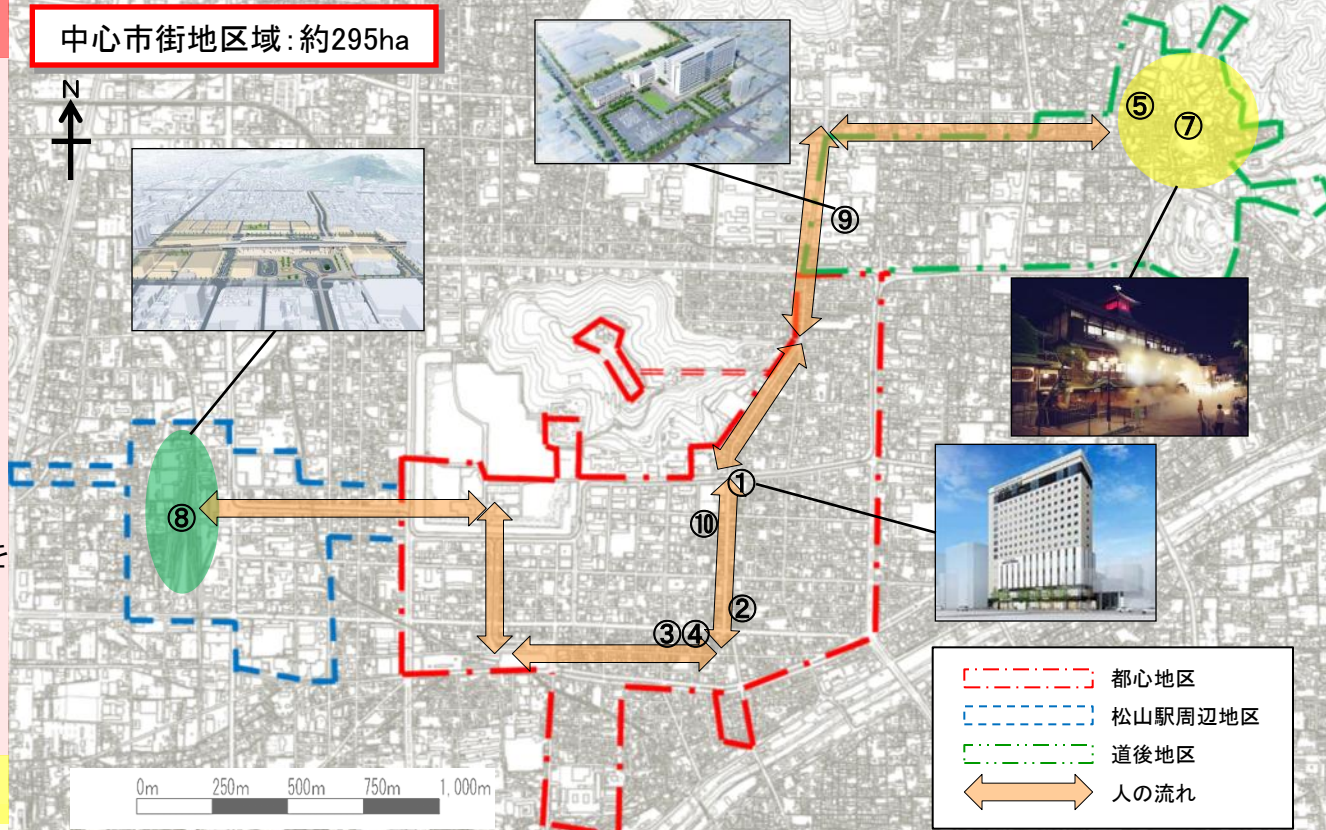 中心市街地区域：約295ha
N
⑤
⑦
⑨
①
⑧
⑩
②
③④
都心地区
松山駅周辺地区
道後地区
人の流れ
0m 250m 500m 750m 1,000m